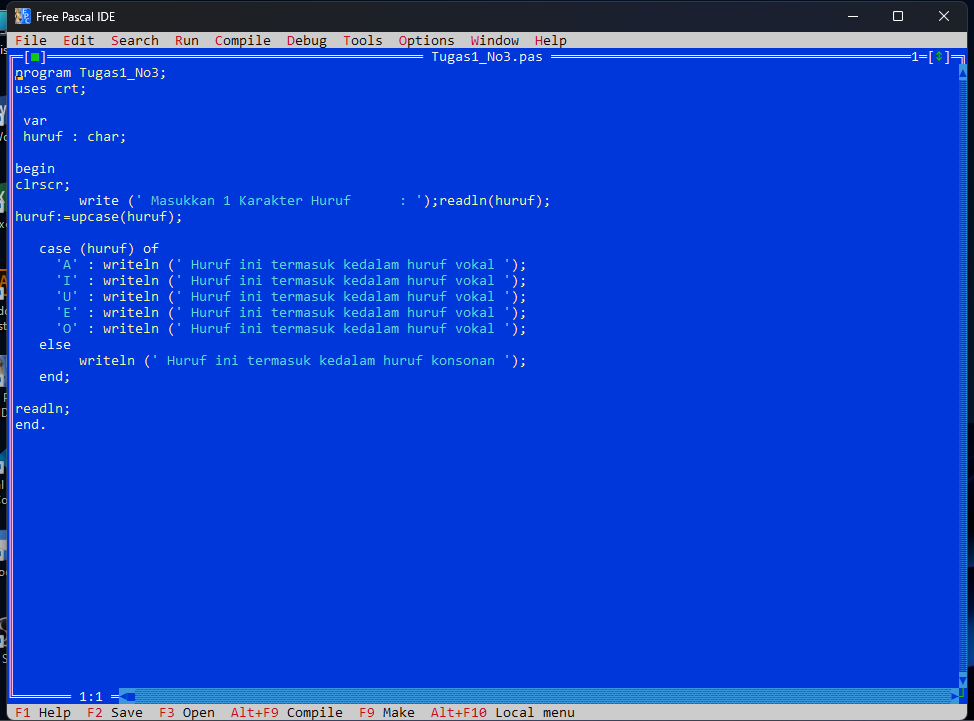 Free Pascal IDE
File Edit Search Run Compile Debug Tools Options Window Help
[■] Tugas1_No3.pas 1=[↕]
program Tugas1_No3;
uses crt;
var
huruf : char;
begin
clrscr;
write (' Masukkan 1 Karakter Huruf      : ');readln(huruf);
huruf:=upcase(huruf);
case (huruf) of
'A' : writeln (' Huruf ini termasuk kedalam huruf vokal ');
'I' : writeln (' Huruf ini termasuk kedalam huruf vokal ');
'U' : writeln (' Huruf ini termasuk kedalam huruf vokal ');
'E' : writeln (' Huruf ini termasuk kedalam huruf vokal ');
'O' : writeln (' Huruf ini termasuk kedalam huruf vokal ');
else
writeln (' Huruf ini termasuk kedalam huruf konsonan ');
end;
readln;
end.
1:1
F1 Help F2 Save F3 Open Alt+F9 Compile F9 Make Alt+F10 Local menu